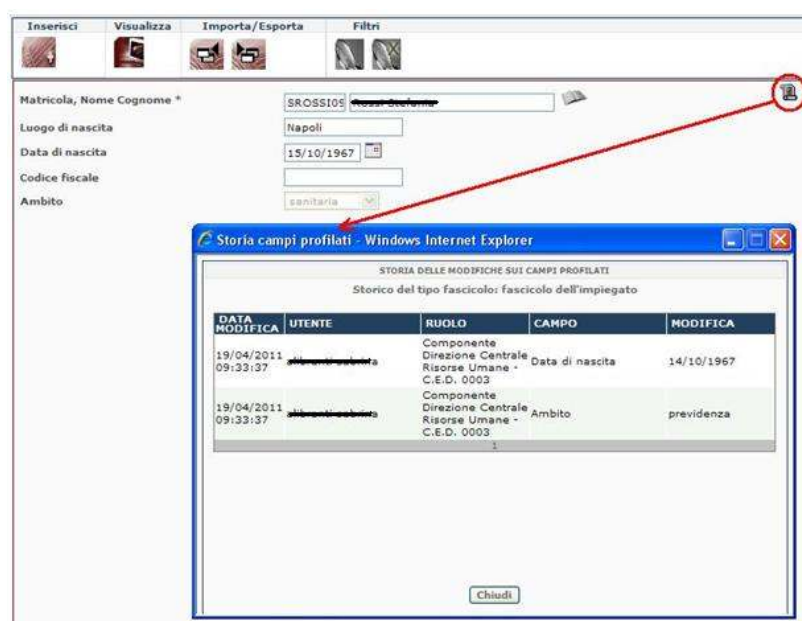 Inserisci Visualizza Importa/Esporta Filtri
Matricola, Nome Cognome * SROSSI09
Luogo di nascita Napoli
Data di nascita 15/10/1967
Codice fiscale
Ambito sanitaria
Storia campi profilati - Windows Internet Explorer
STORIA DELLE MODIFICHE SUI CAMPI PROFILATI
Storico del tipo fascicolo: fascicolo dell'impiegato
DATA MODIFICA UTENTE RUOLO CAMPO MODIFICA
19/04/2011 09:33:37 Componente Direzione Centrale Risorse Umane - C.E.D. 0003 Data di nascita 14/10/1967
19/04/2011 09:33:37 Componente Direzione Centrale Risorse Umane - C.E.D. 0003 Ambito previdenza
1
Chiudi